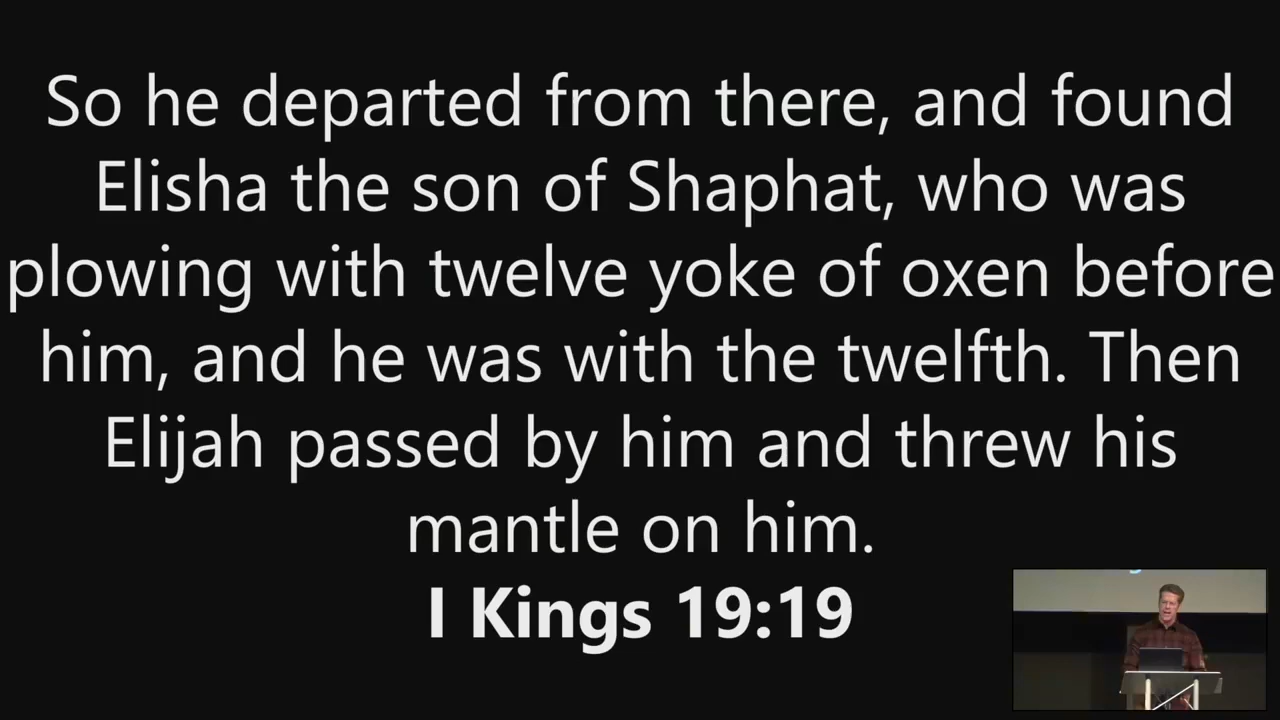 So he departed from there, and found
Elisha the son of Shaphat, who was
plowing with twelve yoke of oxen before
him, and he was with the twelfth. Then
Elijah passed by him and threw his
mantle on him.
I Kings 19:19